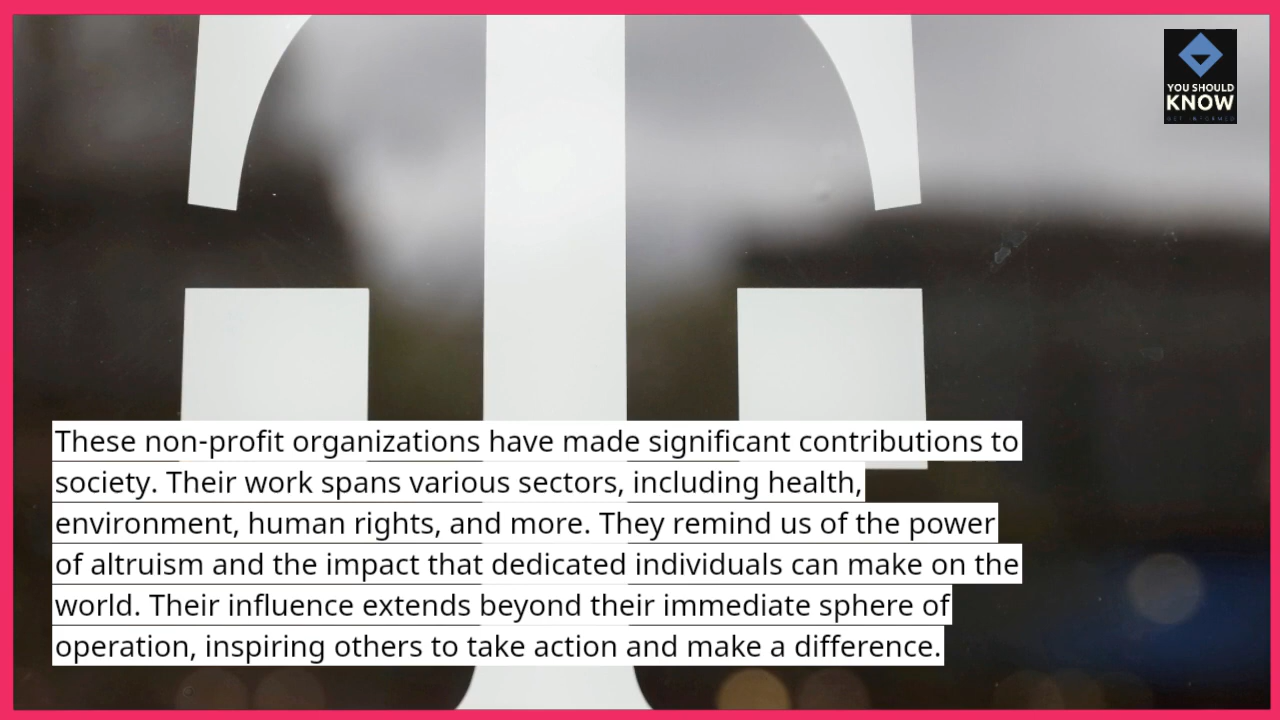 YOU SHOULD
KNOW
GET INFORMED
These non-profit organizations have made significant contributions to
society. Their work spans various sectors, including health,
environment, human rights, and more. They remind us of the power
of altruism and the impact that dedicated individuals can make on the
world. Their influence extends beyond their immediate sphere of
operation, inspiring others to take action and make a difference.